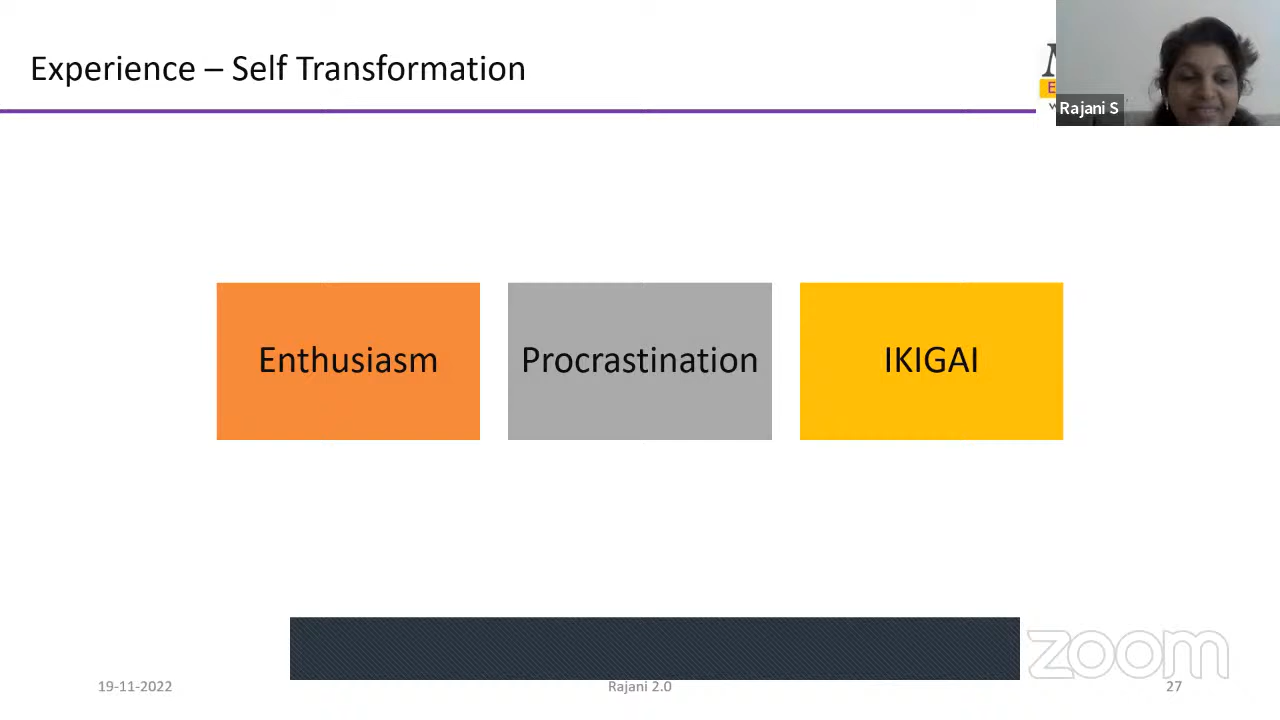 Experience – Self Transformation
Rajani S
Enthusiasm
Procrastination
IKIGAI
zoom
19-11-2022
Rajani 2.0
27